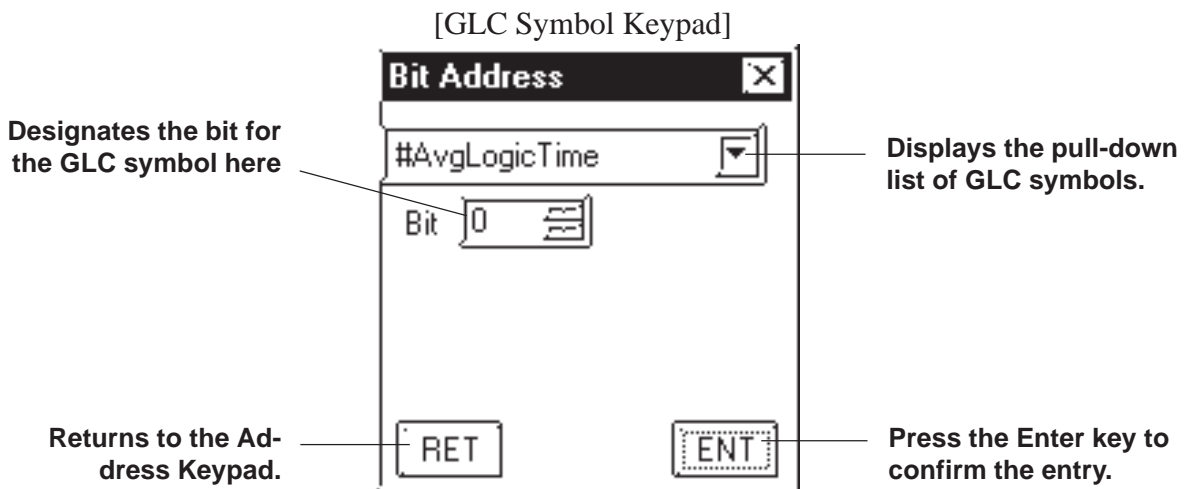 [GLC Symbol Keypad]
Bit Address
Designates the bit for
the GLC symbol here
#AvgLogicTime
Displays the pull-down
list of GLC symbols.
Bit 0
Returns to the Ad-
dress Keypad.
RET
ENT
Press the Enter key to
confirm the entry.